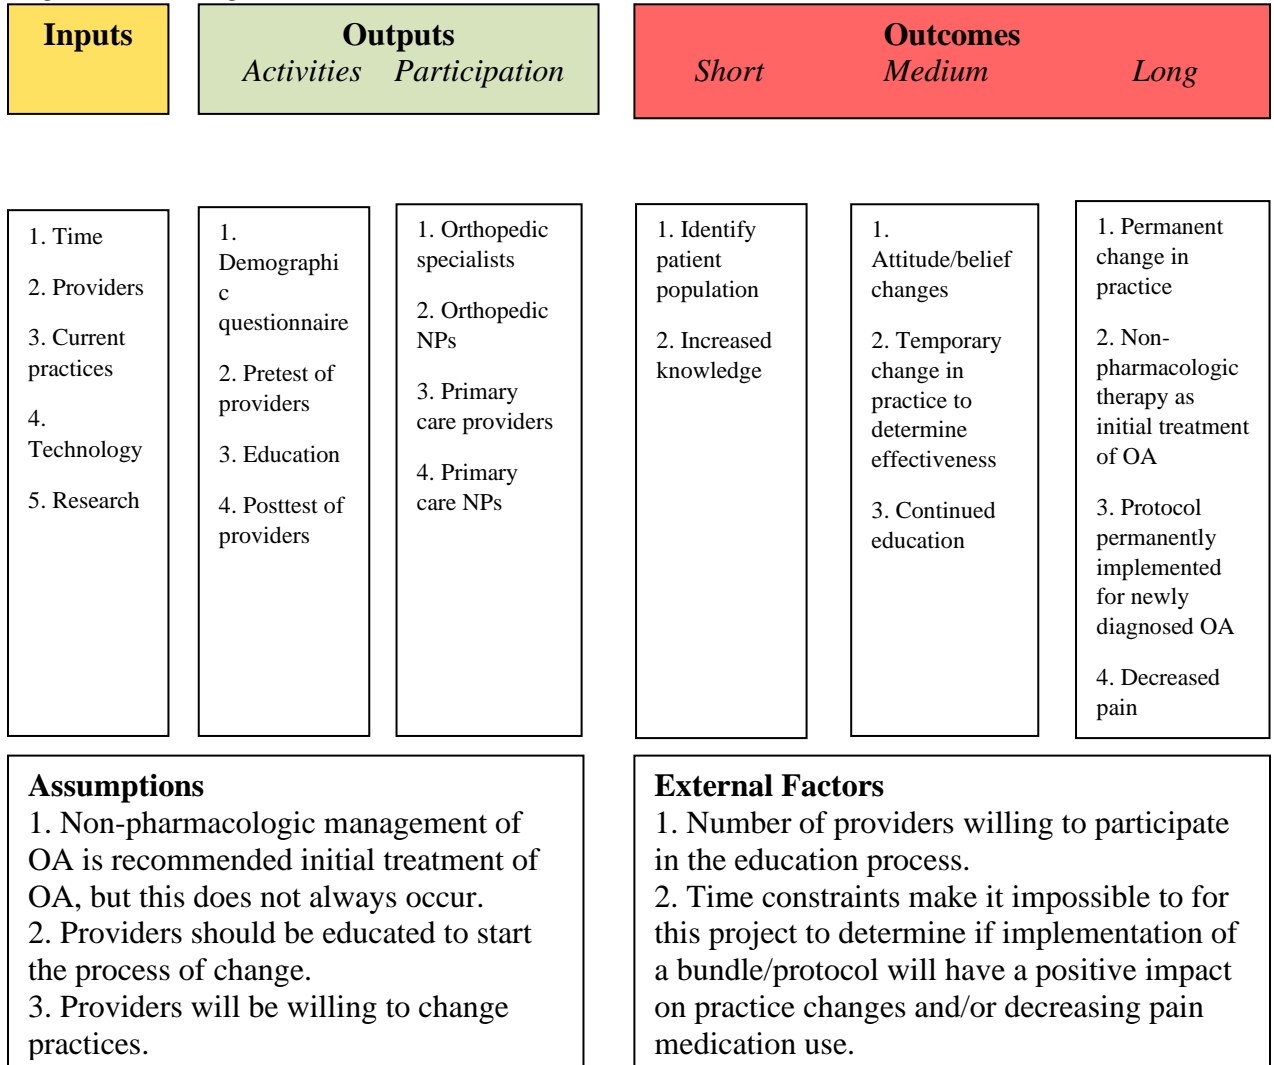 Inputs
Outputs
Activities Participation
Outcomes
Short Medium Long
1. Time
2. Providers
3. Current
practices
4.
Technology
5. Research
1.
Demographi
c
questionnaire
2. Pretest of
providers
3. Education
4. Posttest of
providers
1. Orthopedic
specialists
2. Orthopedic
NPs
3. Primary
care providers
4. Primary
care NPs
1. Identify
patient
population
2. Increased
knowledge
1.
Attitude/belief
changes
2. Temporary
change in
practice to
determine
effectiveness
3. Continued
education
1. Permanent
change in
practice
2. Non-
pharmacologic
therapy as
initial treatment
of OA
3. Protocol
permanently
implemented
for newly
diagnosed OA
4. Decreased
pain
Assumptions
1. Non-pharmacologic management of
OA is recommended initial treatment of
OA, but this does not always occur.
2. Providers should be educated to start
the process of change.
3. Providers will be willing to change
practices.
External Factors
1. Number of providers willing to participate
in the education process.
2. Time constraints make it impossible to for
this project to determine if implementation of
a bundle/protocol will have a positive impact
on practice changes and/or decreasing pain
medication use.